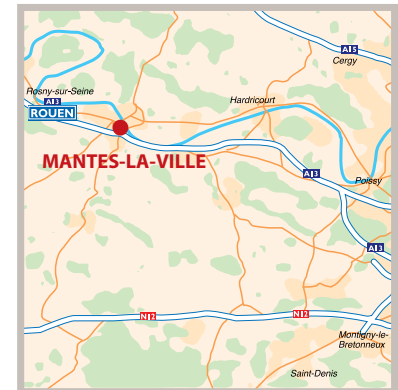 A15
Cergy
Rosny-sur-Seine
A13
Hardricourt
ROUEN
MANTES-LA-VILLE
A13
Poissy
A13
N12
N12
Montigny-le-
Bretonneux
Saint-Denis